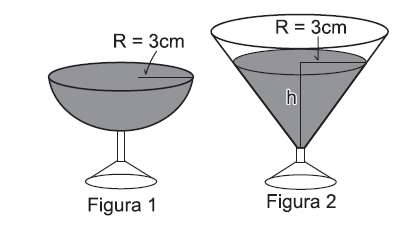 R = 3cm
R = 3cm
h
Figura 1
Figura 2